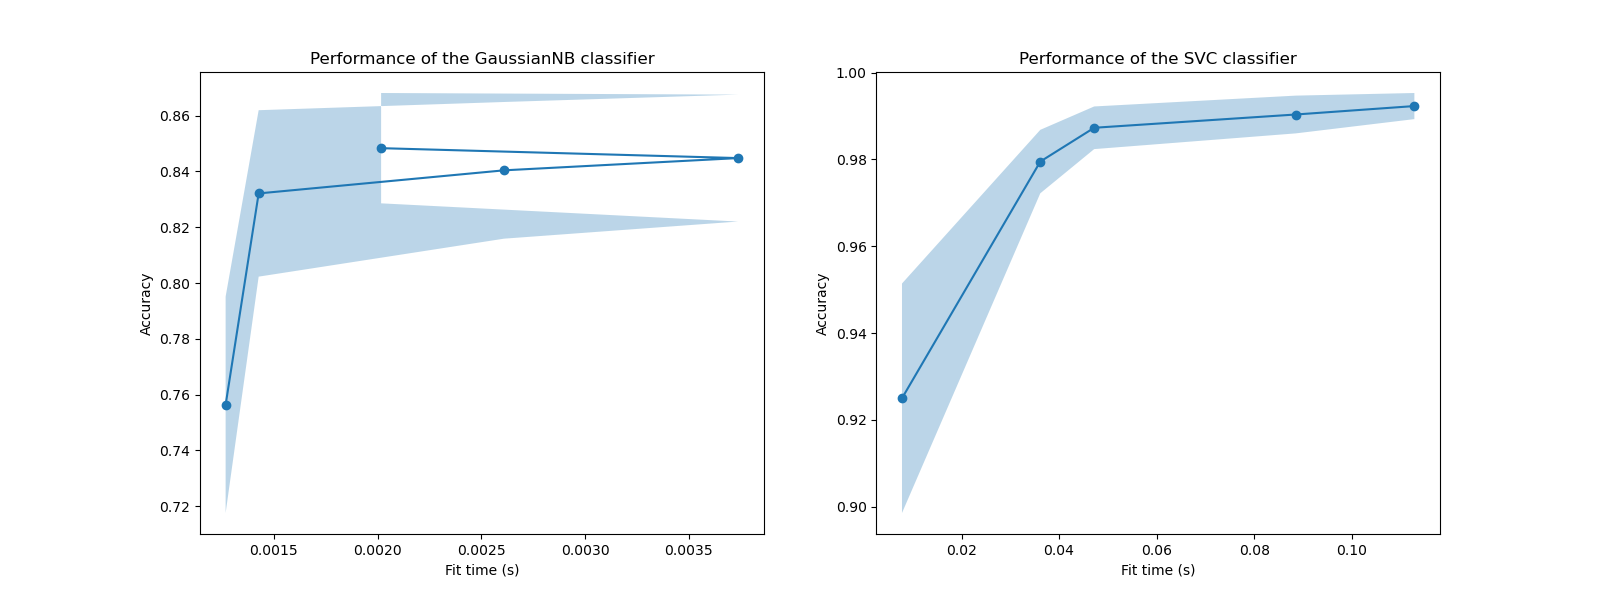 Performance of the GaussianNB classifier
Accuracy
0.86
0.84
0.82
0.80
0.78
0.76
0.74
0.72
0.0015 0.0020 0.0025 0.0030 0.0035
Fit time (s)
Performance of the SVC classifier
Accuracy
1.00
0.98
0.96
0.94
0.92
0.90
0.02 0.04 0.06 0.08 0.10
Fit time (s)